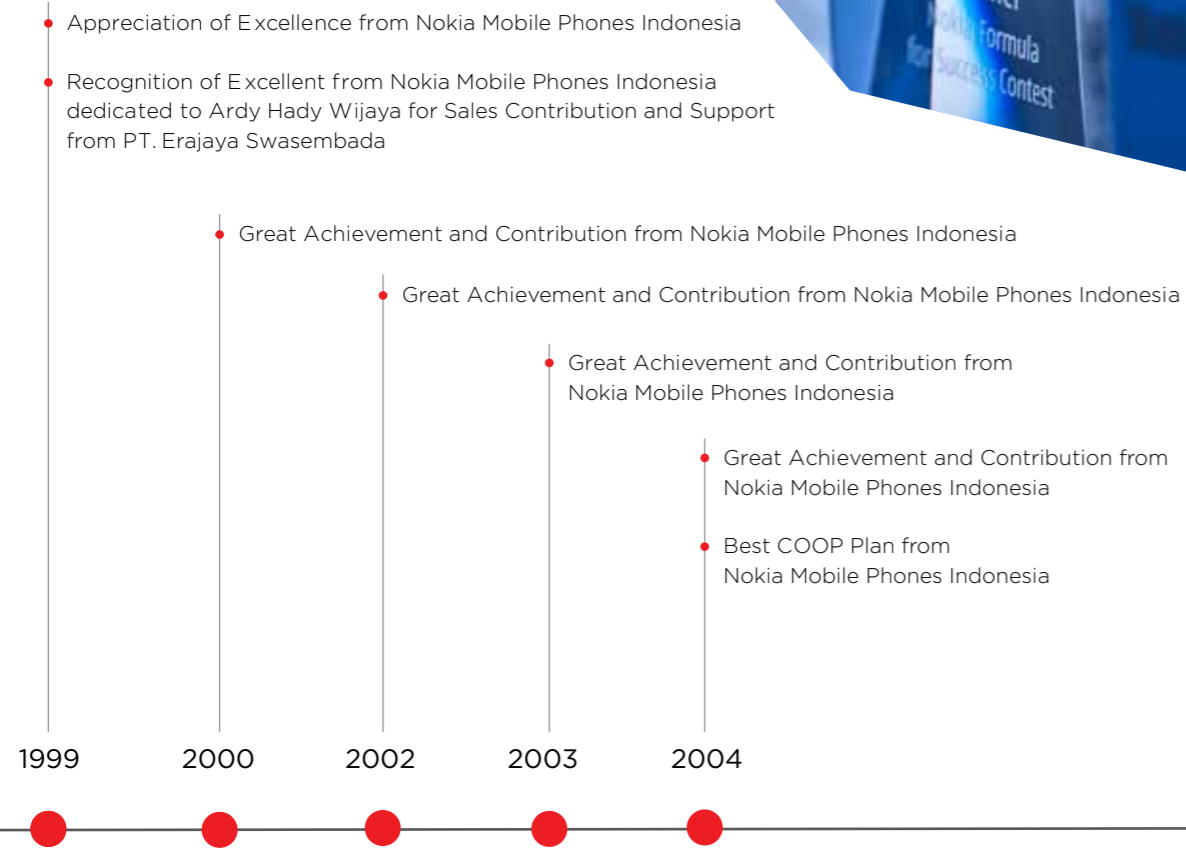 Appreciation of Excellence from Nokia Mobile Phones Indonesia
Recognition of Excellent from Nokia Mobile Phones Indonesia
dedicated to Ardy Hady Wijaya for Sales Contribution and Support
from PT. Erajaya Swasembada
Nokia Formula
for Success Contest
Great Achievement and Contribution from Nokia Mobile Phones Indonesia
Great Achievement and Contribution from Nokia Mobile Phones Indonesia
Great Achievement and Contribution from
Nokia Mobile Phones Indonesia
Great Achievement and Contribution from
Nokia Mobile Phones Indonesia
Best COOP Plan from
Nokia Mobile Phones Indonesia
1999 2000 2002 2003 2004